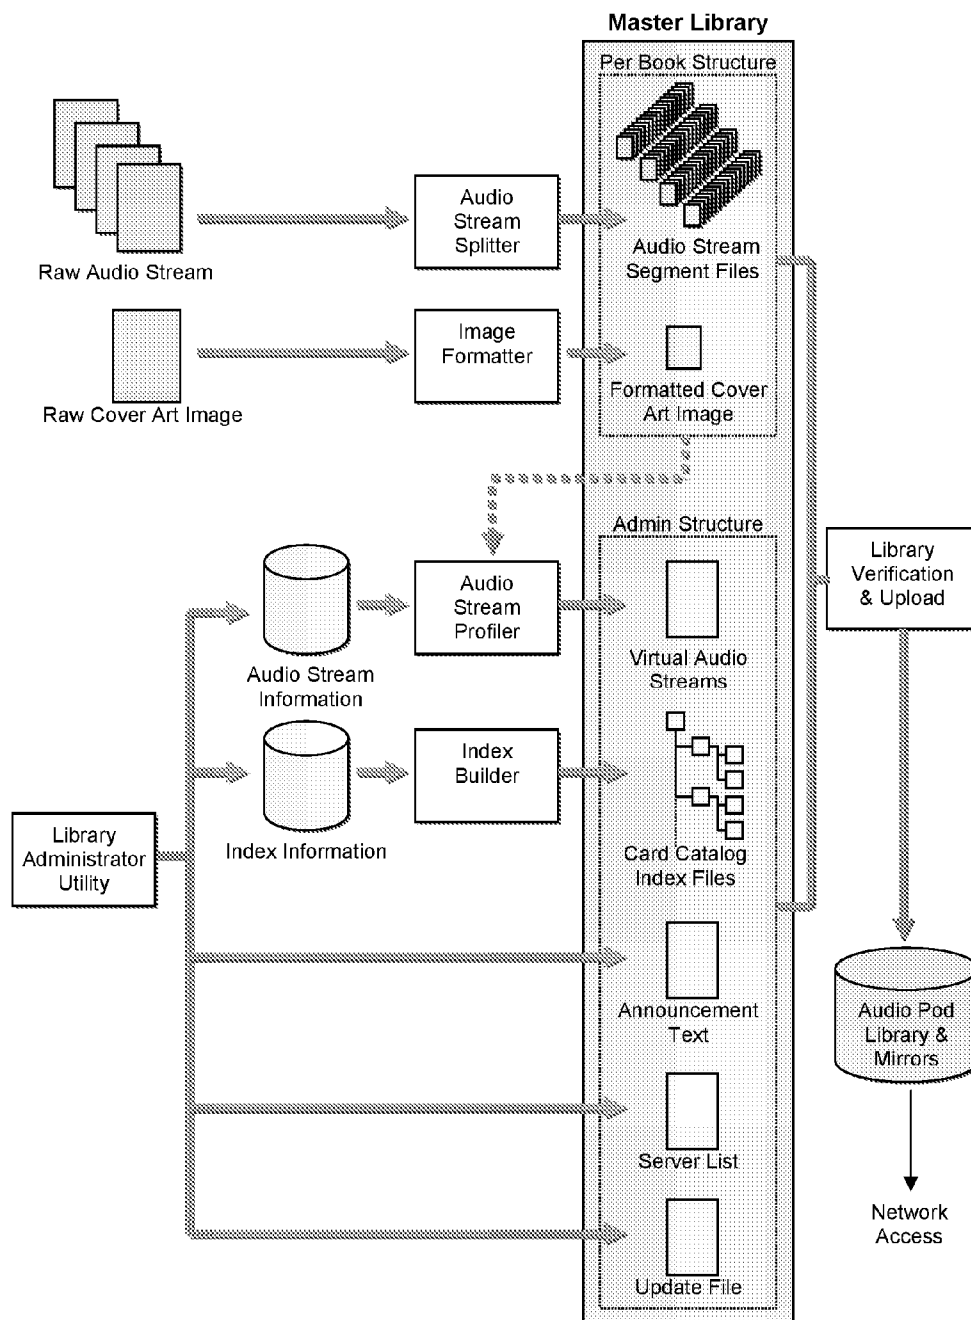 Master Library
Per Book Structure
Raw Audio Stream
Audio
Stream
Splitter
Audio Stream
Segment Files
Raw Cover Art Image
Image
Formatter
Formatted Cover
Art Image
Admin Structure
Library
Verification
& Upload
Audio Stream
Information
Audio
Stream
Profiler
Virtual Audio
Streams
Index Information
Index
Builder
Card Catalog
Index Files
Library
Administrator
Utility
Announcement
Text
Audio Pod
Library &
Mirrors
Server List
Network
Access
Update File